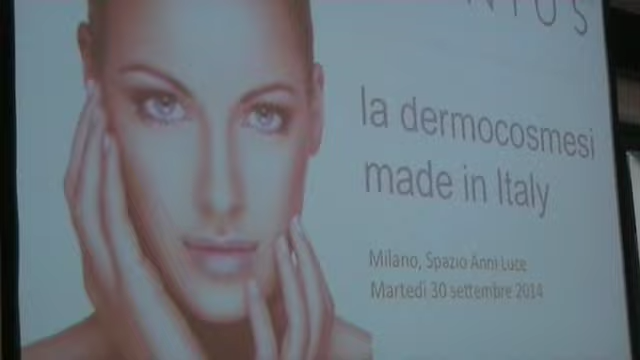 la dermocosmesi
made in Italy
Milano, Spazio Anni Luce
Martedì 30 settembre 2014